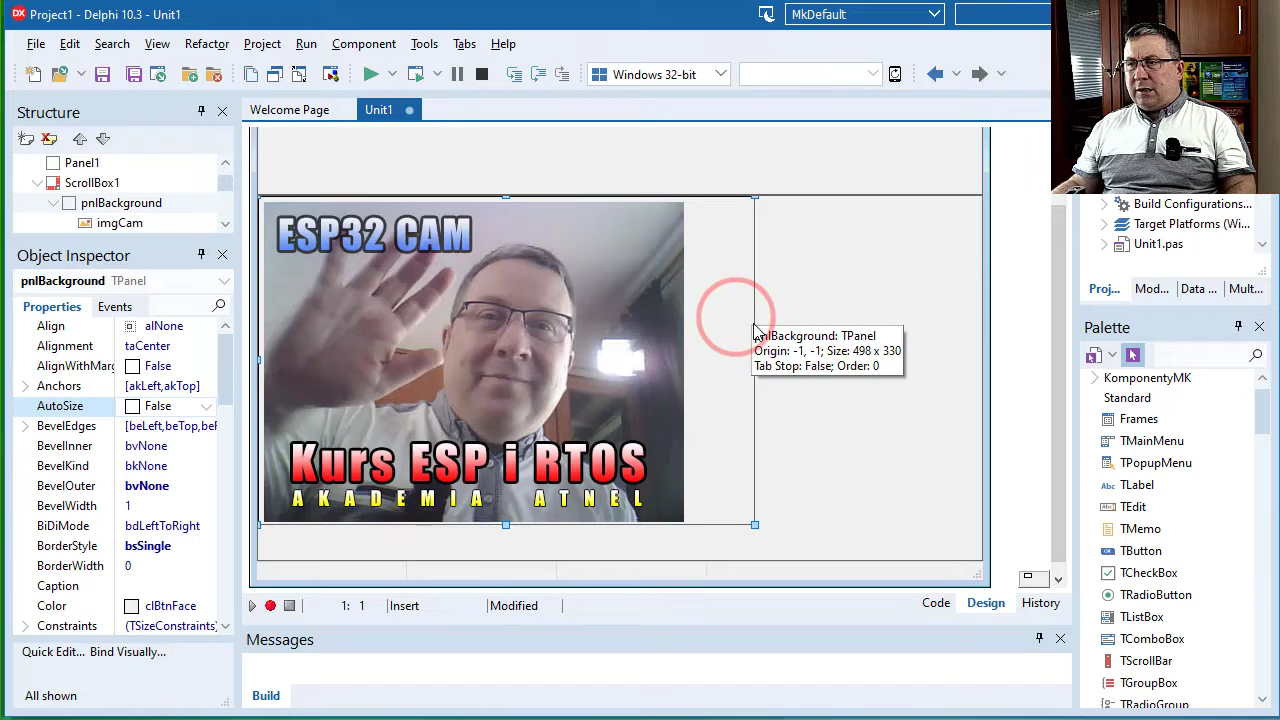 Project1 - Delphi 10.3 - Unit1
MkDefault
File Edit Search View Refactor Project Run Component Tools Tabs Help
Windows 32-bit
Structure
Welcome Page
Unit1
Panel1
ScrollBox1
pnlBackground
imgCam
Object Inspector
pnlBackground TPanel
Properties
Events
Align alNone
Alignment taCenter
AlignWithMarg False
Anchors [akLeft,akTop]
AutoSize False
BevelEdges [beLeft,beTop,beF
BevelInner bvNone
BevelKind bkNone
BevelOuter bvNone
BevelWidth 1
BiDiMode bdLeftToRight
BorderStyle bsSingle
BorderWidth 0
Caption
Color clBtnFace
Constraints (TSizeConstraints)
Quick Edit... Bind Visually...
All shown
ESP32 CAM
Kurs ESP i RTOS
AKADEMIA ATNEL
pnlBackground: TPanel
Origin: -1, -1; Size: 498 x 330
Tab Stop: False; Order: 0
1: 1
Insert
Modified
Code
Design
History
Messages
Build
Build Configurations...
Target Platforms (Wi...
Unit1.pas
Proj...
Mod...
Data ...
Mult...
Palette
KomponentyMK
Standard
Frames
TMainMenu
TPopupMenu
TLabel
TEdit
TMemo
TButton
TCheckBox
TRadioButton
TListBox
TComboBox
TScrollBar
TGroupBox
TRadioGroup